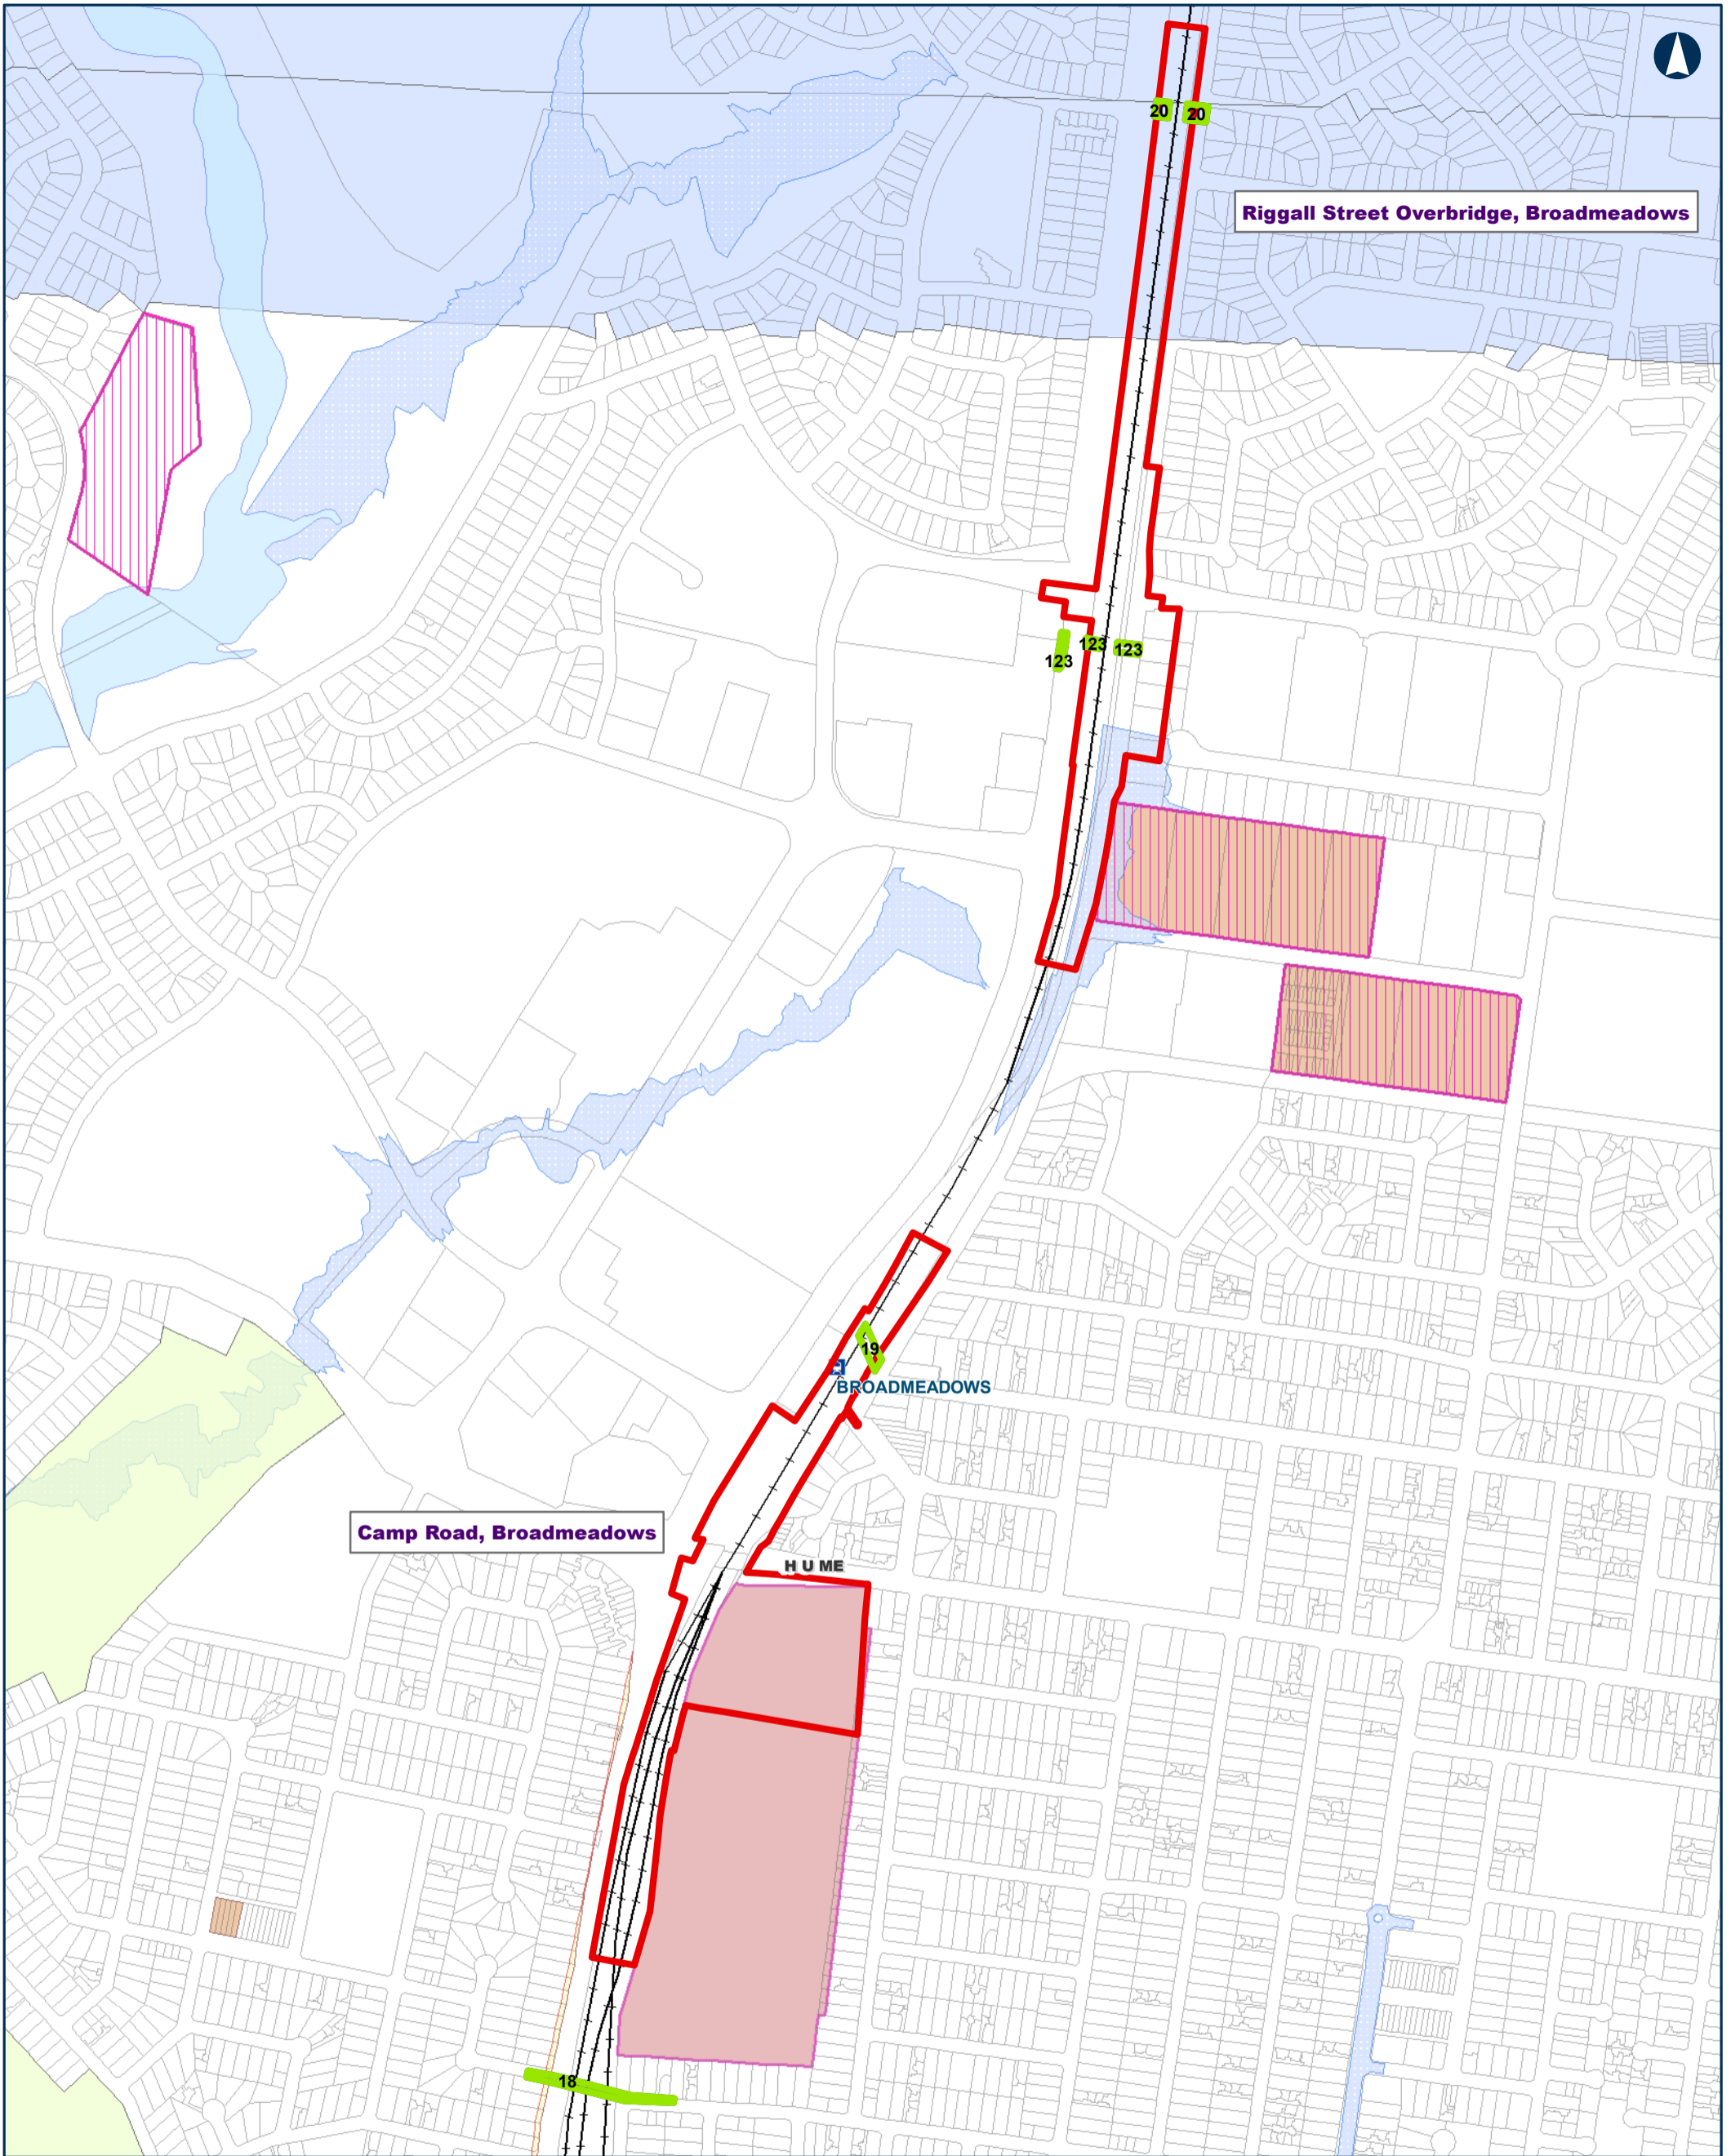 20 20
Riggall Street Overbridge, Broadmeadows
123 123 123
19
BROADMEADOWS
Camp Road, Broadmeadows
H U ME
18